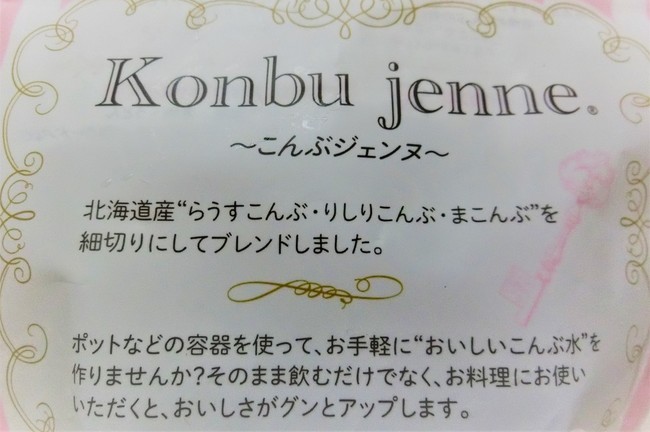 Konbu jenne®
〜こんぶジェンヌ〜
北海道産“らうすこんぶ・りしりこんぶ・まこんぶ”を
細切りにしてブレンドしました。
ポットなどの容器を使って、お手軽に“おいしいこんぶ水”を
作りませんか？そのまま飲むだけでなく、お料理にお使い
いただくと、おいしさがグンとアップします。